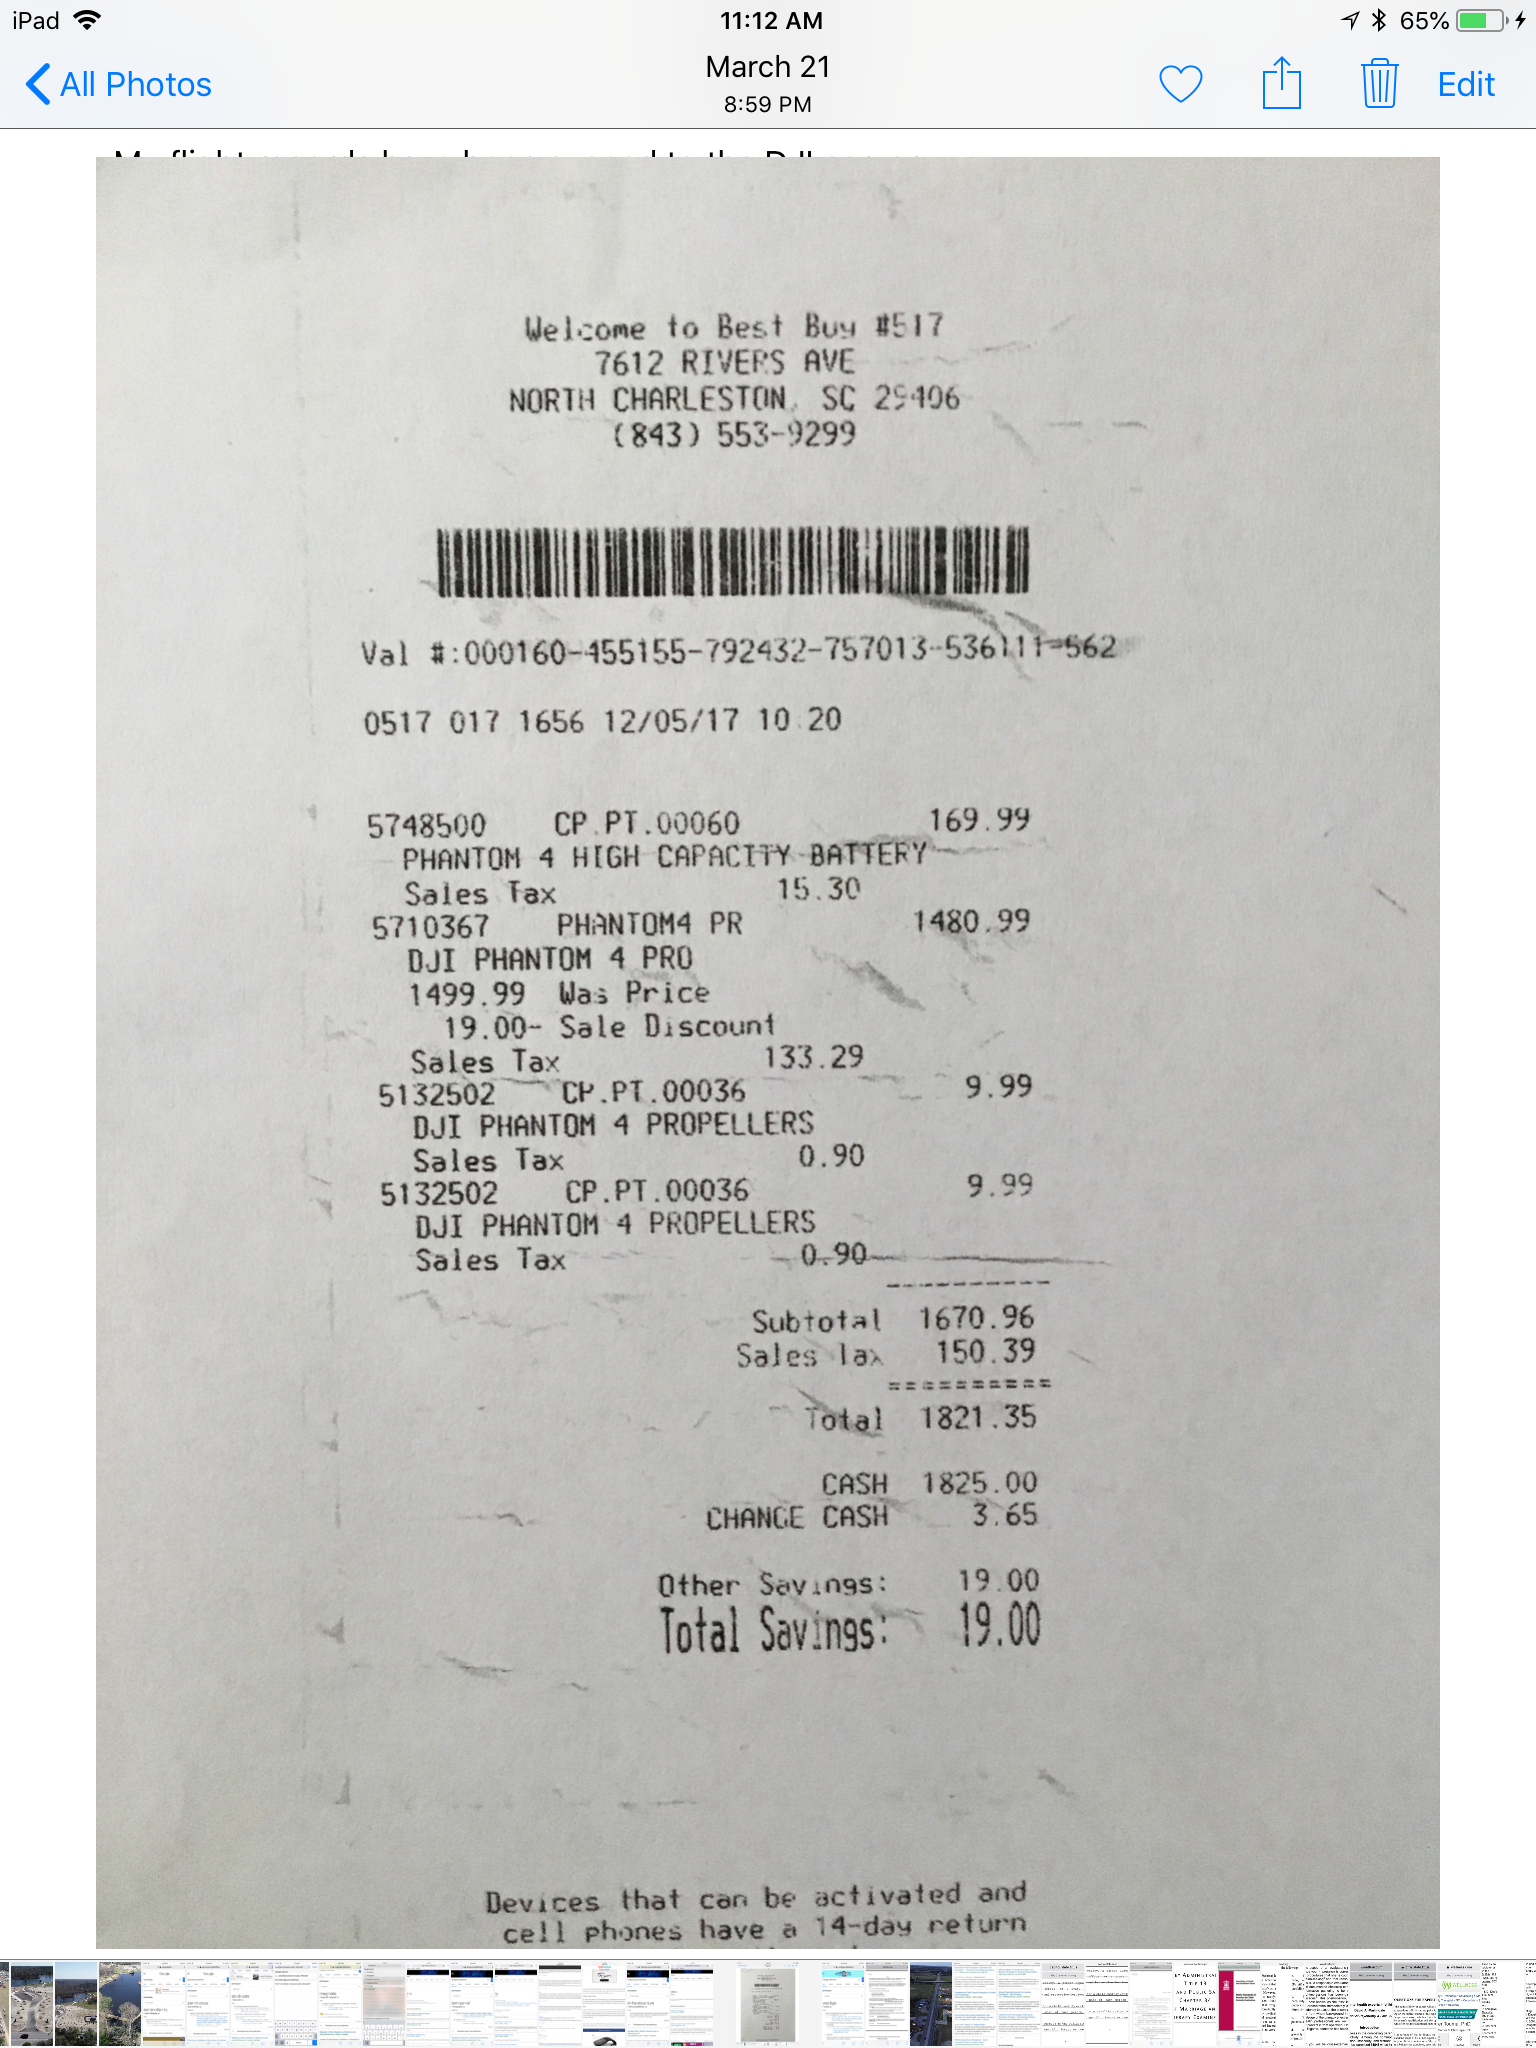 iPad 11:12 AM 65%
All Photos March 21 Edit
8:59 PM
Welcome to Best Buy #517
7612 RIVERS AVE
NORTH CHARLESTON, SC 29406
(843) 553-9299
Val #:000160-455155-792432-757013-536111-562
0517 017 1656 12/05/17 10:20
5748500 CP.PT.00060 169.99
PHANTOM 4 HIGH CAPACITY BATTERY
Sales Tax 15.30
5710367 PHANTOM4 PR 1480.99
DJI PHANTOM 4 PRO
1499.99 Was Price
19.00- Sale Discount
Sales Tax 133.29
5132502 CP.PT.00036 9.99
DJI PHANTOM 4 PROPELLERS
Sales Tax 0.90
5132502 CP.PT.00036 9.99
DJI PHANTOM 4 PROPELLERS
Sales Tax 0.90
Subtotal 1670.96
Sales Tax 150.39
Total 1821.35
CASH 1825.00
CHANGE CASH 3.65
Other Savings: 19.00
Total Savings: 19.00
Devices that can be activated and
cell phones have a 14-day return